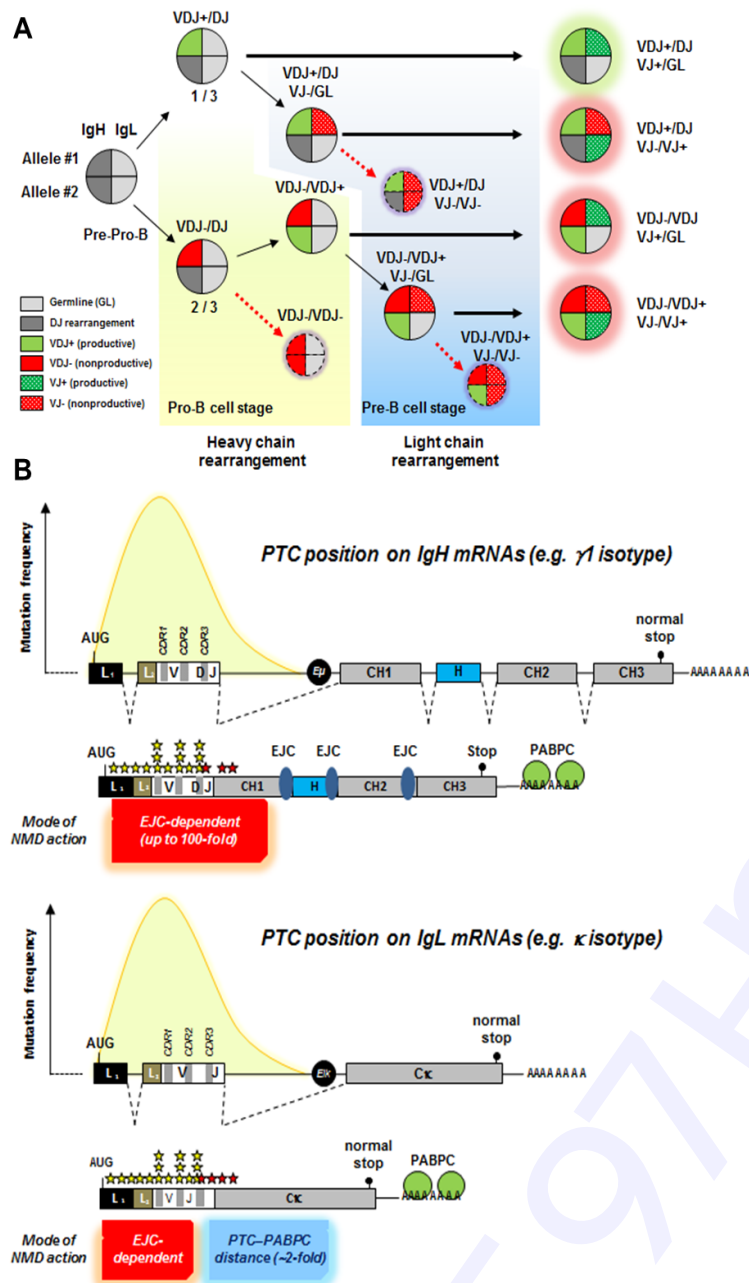 A
VDJ+/DJ
1 / 3
VDJ+/DJ
VJ-/GL
VDJ+/DJ
VJ+/GL
IgH IgL
Allele #1
Allele #2
Pre-Pro-B
VDJ+/DJ
VJ-/VJ+
VDJ+/DJ
VJ-/VJ-
VDJ-/VDJ+
VDJ-/DJ
2 / 3
VDJ-/VDJ
VJ+/GL
VDJ-/VDJ+
VJ-/GL
VDJ-/VDJ-
VDJ-/VDJ+
VJ-/VJ+
VDJ-/VDJ+
VJ-/VJ-
Germline (GL)
DJ rearrangement
VDJ+ (productive)
VDJ- (nonproductive)
VJ+ (productive)
VJ- (nonproductive)
Pro-B cell stage
Pre-B cell stage
Heavy chain
rearrangement
Light chain
rearrangement
B
Mutation frequency
PTC position on IgH mRNAs (e.g. γ1 isotype)
CDR1 CDR2 CDR3
AUG
normal
stop
L₁ L₂ V D J Eμ CH1 H CH2 CH3 AAAAAAAA
AUG
EJC EJC EJC Stop PABPC
L₁ L₂ V D J CH1 H CH2 CH3 AAAAAAAA
Mode of
NMD action
EJC-dependent
(up to 100-fold)
Mutation frequency
PTC position on IgL mRNAs (e.g. κ isotype)
CDR1 CDR2 CDR3
AUG
normal
stop
L₁ L₂ V J Eiκ Cκ AAAAAAAA
AUG
normal
stop
PABPC
L₁ L₂ V J Cκ AAAAAAAA
Mode of
NMD action
EJC-
dependent
PTC–PABPC
distance (~2-fold)